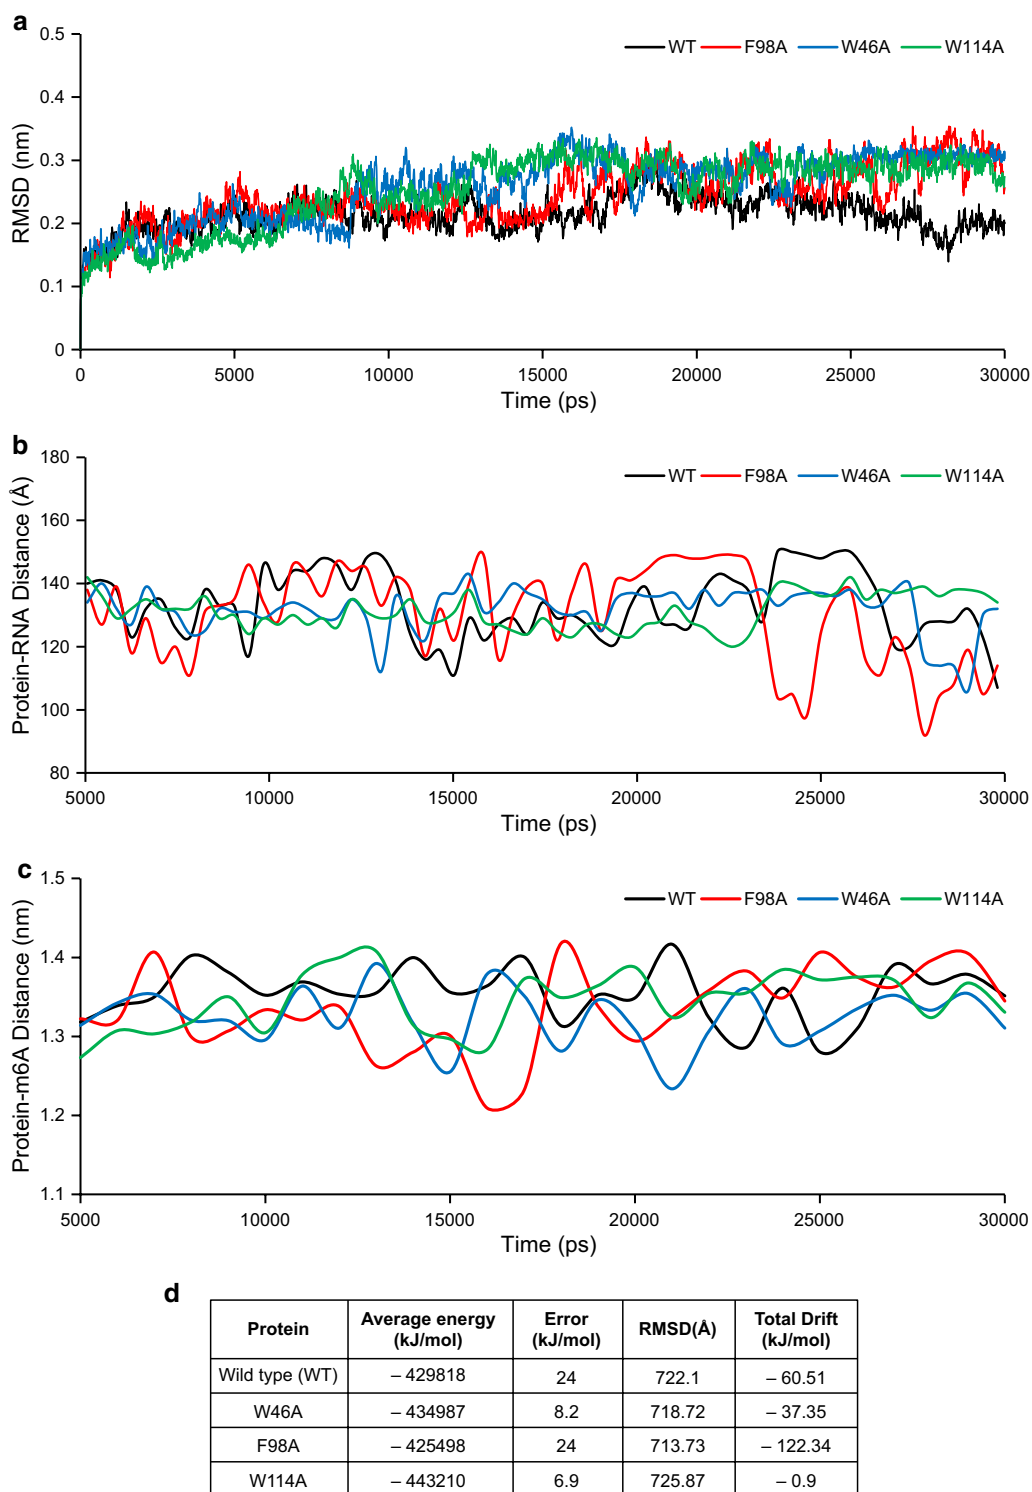 a
0.5
0.4
0.3
0.2
0.1
0
RMSD (nm)
WT F98A W46A W114A
0 5000 10000 15000 20000 25000 30000
Time (ps)
b
180
160
140
120
100
80
Protein-RNA Distance (Å)
WT F98A W46A W114A
5000 10000 15000 20000 25000 30000
Time (ps)
c
1.5
1.4
1.3
1.2
1.1
Protein-m6A Distance (nm)
WT F98A W46A W114A
5000 10000 15000 20000 25000 30000
Time (ps)
d
Protein Average energy (kJ/mol) Error (kJ/mol) RMSD(Å) Total Drift (kJ/mol)
Wild type (WT) – 429818 24 722.1 – 60.51
W46A – 434987 8.2 718.72 – 37.35
F98A – 425498 24 713.73 – 122.34
W114A – 443210 6.9 725.87 – 0.9